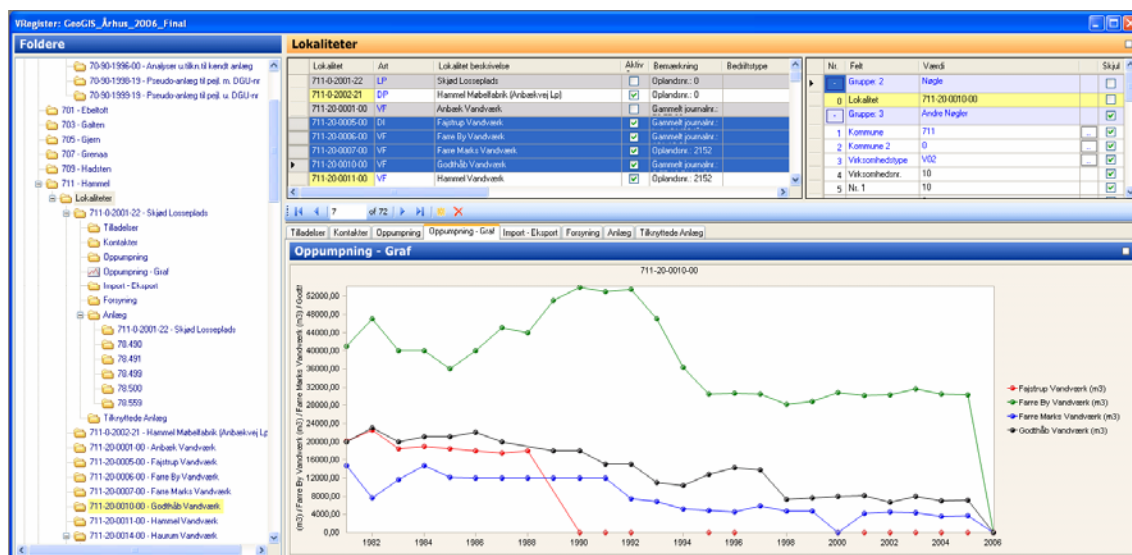 VRegister: GeoGIS_Århus_2006_Final
Foldere
70-90-1996-00 - Analyser u.tilkn.til kendt anlæg
70-90-1998-19 - Pseudo-anlæg til pejl. m. DGU-nr
70-90-1999-19 - Pseudo-anlæg til pejl. u. DGU-nr
701 - Ebeltoft
703 - Galten
705 - Gjern
707 - Grenaa
709 - Hadsten
711 - Hammel
Lokaliteter
711-0-2001-22 - Skjød Losseplads
Tilladelser
Kontakter
Oppumpning
Oppumpning - Graf
Import - Eksport
Forsyning
Anlæg
711-0-2001-22 - Skjød Losseplads
78.490
78.491
78.499
78.500
78.559
Tilknyttede Anlæg
711-0-2002-21 - Hammel Møbelfabrik (Anbækvej Lp
711-20-0001-00 - Anbæk Vandværk
711-20-0005-00 - Fajstrup Vandværk
711-20-0006-00 - Farre By Vandværk
711-20-0007-00 - Farre Marks Vandværk
711-20-0010-00 - Godthåb Vandværk
711-20-0011-00 - Hammel Vandværk
711-20-0014-00 - Haurum Vandværk
Lokaliteter
Lokalitet Art Lokalitet beskrivelse Aktiv Bemærkning Bedriftstype
711-0-2001-22 LP Skjød Losseplads Oplandsnr.: 0
711-0-2002-21 DP Hammel Møbelfabrik (Anbækvej Lp) Oplandsnr.: 0
711-20-0001-00 VF Anbæk Vandværk Gammelt journalnr.:
711-20-0005-00 DI Fajstrup Vandværk Gammelt journalnr.:
711-20-0006-00 VF Farre By Vandværk Gammelt journalnr.:
711-20-0007-00 VF Farre Marks Vandværk Oplandsnr.: 2152
711-20-0010-00 VF Godthåb Vandværk Gammelt journalnr.:
711-20-0011-00 VF Hammel Vandværk Oplandsnr.: 2152
Nr. Felt Værdi Skjul
Gruppe: 2 Nøgle
0 Lokalitet 711-20-0010-00
Gruppe: 3 Andre Nøgler
1 Kommune 711 ...
2 Kommune 2 0 ...
3 Virksomhedstype V02 ...
4 Virksomhedsnr. 10
5 Nr. 1 10
7 of 72
Tilladelser Kontakter Oppumpning Oppumpning - Graf Import - Eksport Forsyning Anlæg Tilknyttede Anlæg
Oppumpning - Graf
711-20-0010-00
(m3) / Farre By Vandværk (m3) / Farre Marks Vandværk (m3) / Godt
52000,00
48000,00
44000,00
40000,00
36000,00
32000,00
28000,00
24000,00
20000,00
16000,00
12000,00
8000,00
4000,00
0,00
1982 1984 1986 1988 1990 1992 1994 1996 1998 2000 2002 2004 2006
Fajstrup Vandværk (m3)
Farre By Vandværk (m3)
Farre Marks Vandværk (m3)
Godthåb Vandværk (m3)